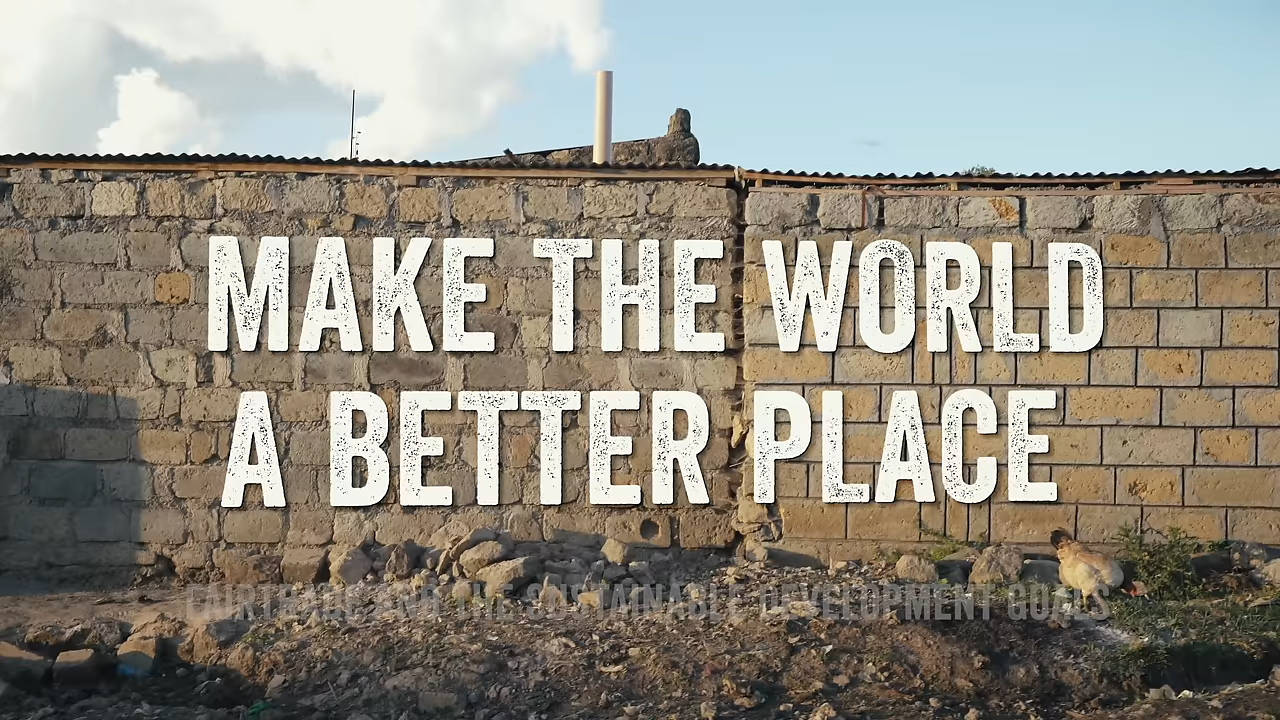 MAKE THE WORLD
A BETTER PLACE
FAIRTRADE AND THE SUSTAINABLE DEVELOPMENT GOALS